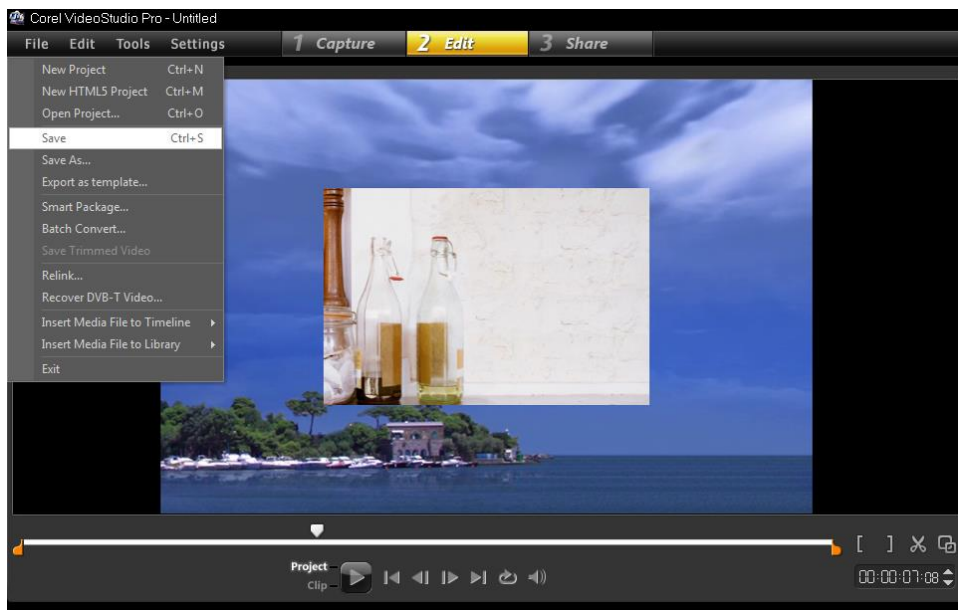 Corel VideoStudio Pro - Untitled
File Edit Tools Settings 1 Capture 2 Edit 3 Share
New Project Ctrl+N
New HTML5 Project Ctrl+M
Open Project... Ctrl+O
Save Ctrl+S
Save As...
Export as template...
Smart Package...
Batch Convert...
Save Trimmed Video
Relink...
Recover DVB-T Video...
Insert Media File to Timeline
Insert Media File to Library
Exit
Project
Clip
00:00:07:08